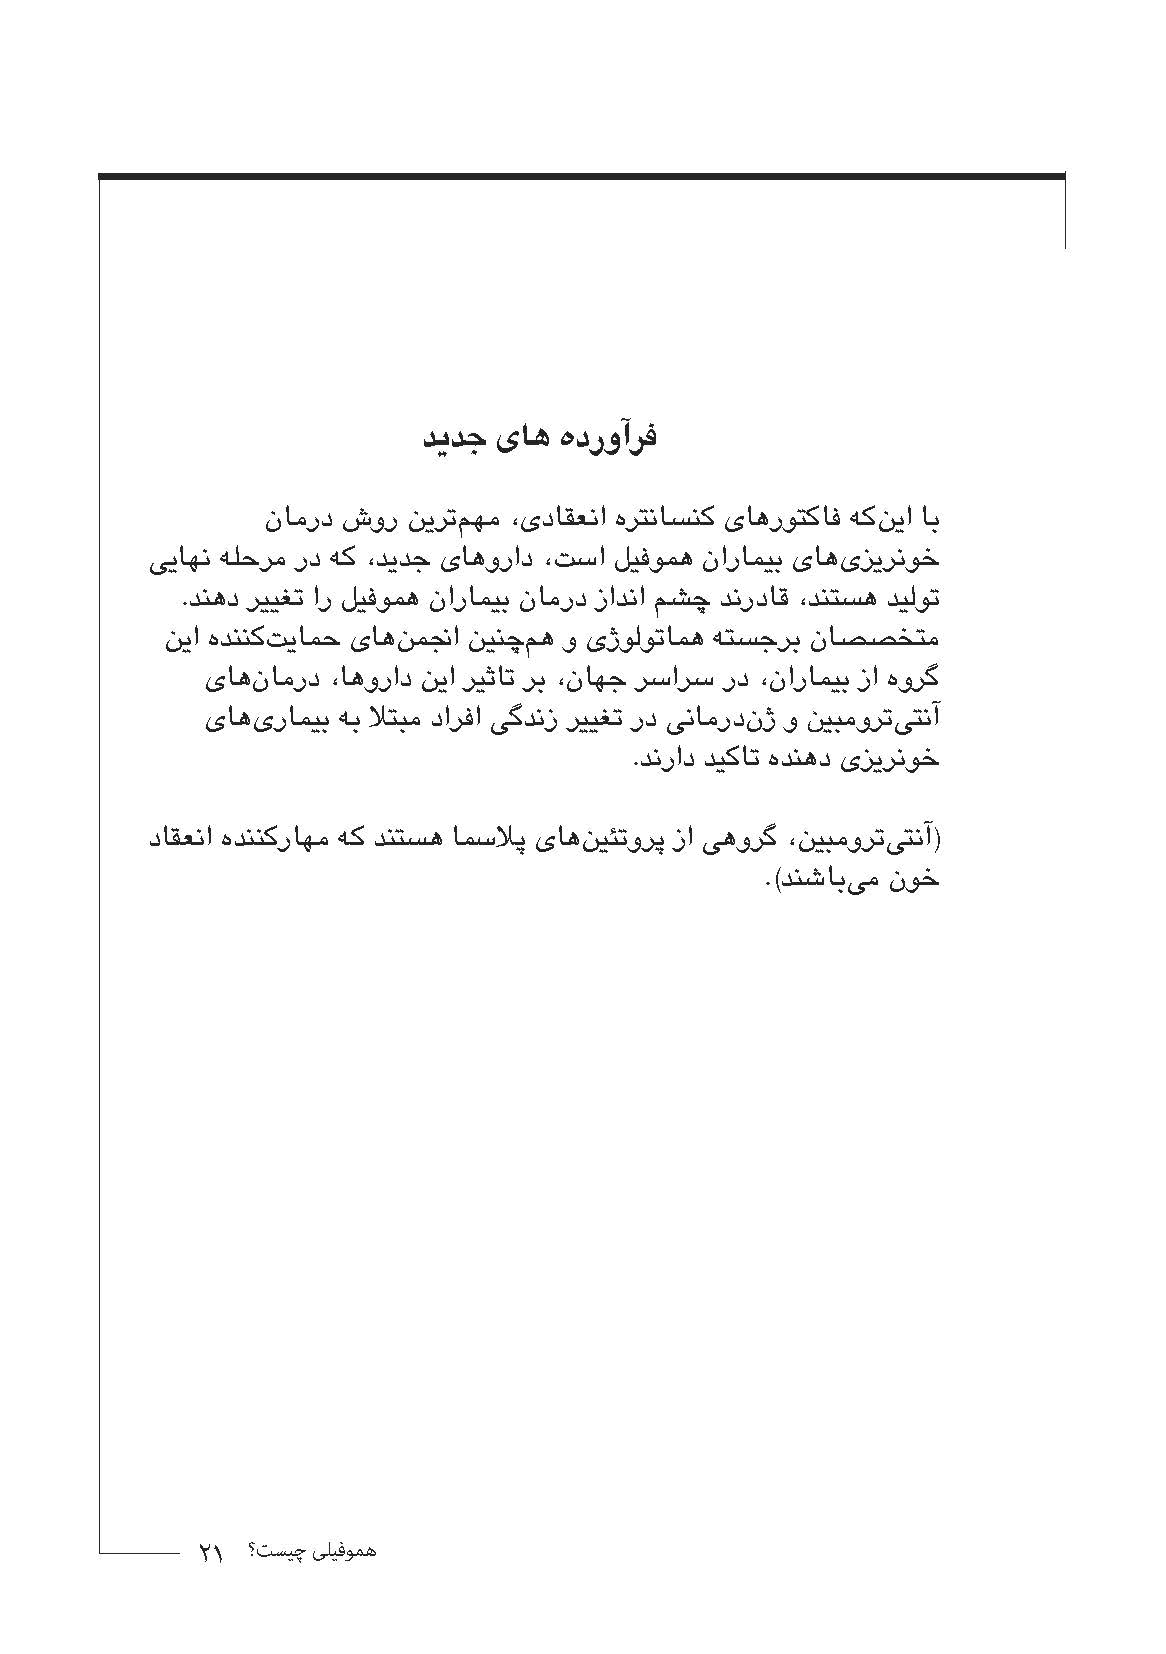 فرآورده های جدید
با این‌که فاکتورهای کنسانتره انعقادی، مهم‌ترین روش درمان
خونریزی‌های بیماران هموفیل است، داروهای جدید، که در مرحله نهایی
تولید هستند، قادرند چشم انداز درمان بیماران هموفیل را تغییر دهند.
متخصصان برجسته هماتولوژی و هم‌چنین انجمن‌های حمایت‌کننده این
گروه از بیماران، در سراسر جهان، بر تاثیر این داروها، درمان‌های
آنتی‌ترومبین و ژن‌درمانی در تغییر زندگی افراد مبتلا به بیماری‌های
خونریزی دهنده تاکید دارند.
(آنتی‌ترومبین، گروهی از پروتئین‌های پلاسما هستند که مهارکننده انعقاد
خون می‌باشند).
هموفیلی چیست؟ ۲۱